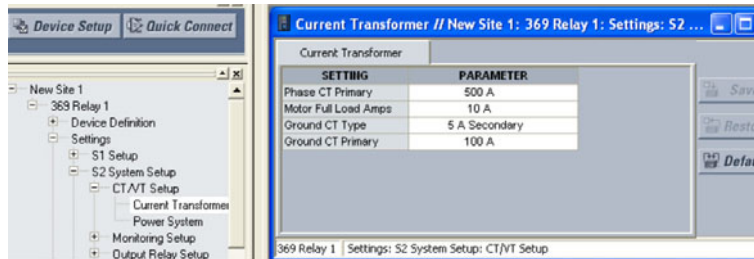 Device Setup
Quick Connect
New Site 1
369 Relay 1
Device Definition
Settings
S1 Setup
S2 System Setup
CT/VT Setup
Current Transformer
Power System
Monitoring Setup
Output Relay Setup
Current Transformer // New Site 1: 369 Relay 1: Settings: S2 ...
Current Transformer
SETTING PARAMETER
Phase CT Primary 500 A
Motor Full Load Amps 10 A
Ground CT Type 5 A Secondary
Ground CT Primary 100 A
Save
Resto
Defau
369 Relay 1 Settings: S2 System Setup: CT/VT Setup